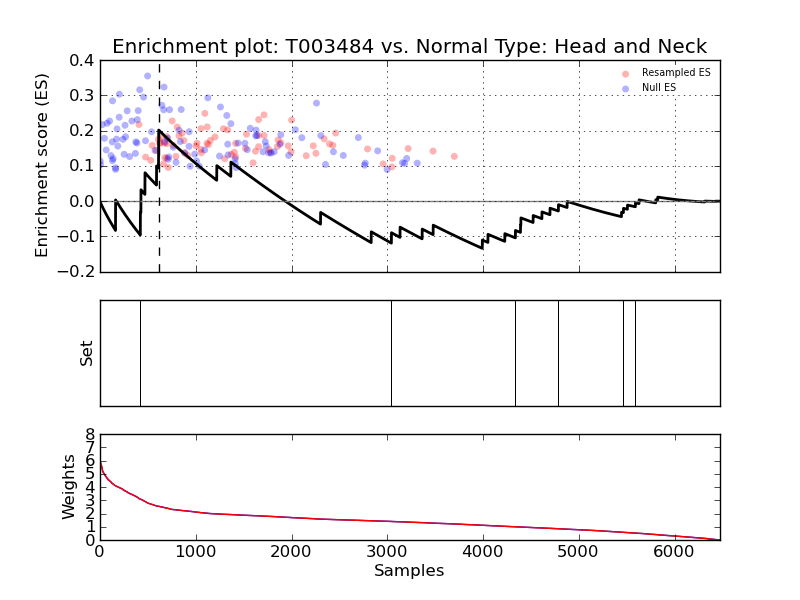 Enrichment plot: T003484 vs. Normal Type: Head and Neck
Enrichment score (ES)
0.4
0.3
0.2
0.1
0.0
−0.1
−0.2
Resampled ES
Null ES
Set
Weights
8
7
6
5
4
3
2
1
0
0 1000 2000 3000 4000 5000 6000
Samples